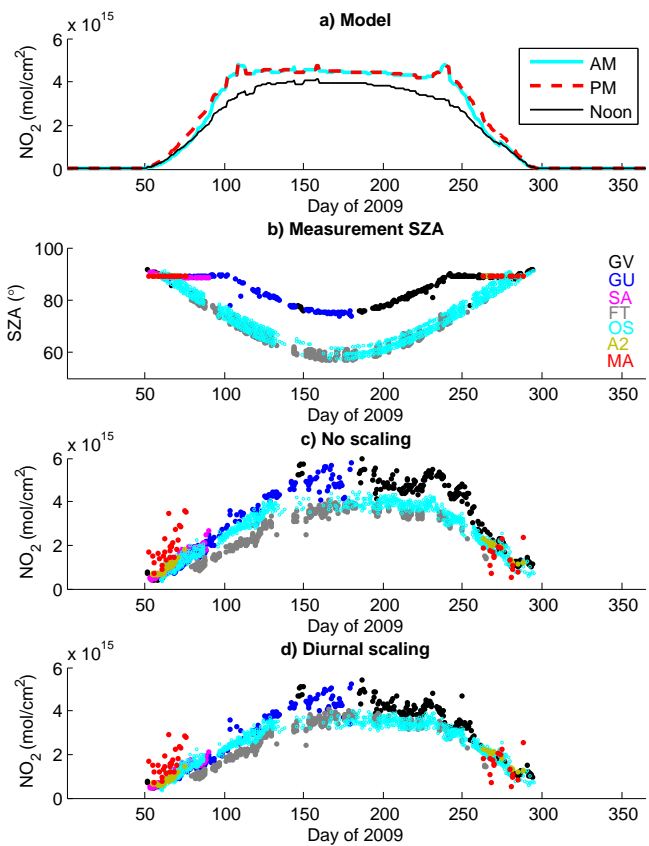 a) Model
x 10^15
NO2 (mol/cm2)
6
4
2
0
AM
PM
Noon
50 100 150 200 250 300 350
Day of 2009
b) Measurement SZA
SZA (°)
100
80
60
GV
GU
SA
FT
OS
A2
MA
50 100 150 200 250 300 350
Day of 2009
c) No scaling
x 10^15
NO2 (mol/cm2)
6
4
2
0
50 100 150 200 250 300 350
Day of 2009
d) Diurnal scaling
x 10^15
NO2 (mol/cm2)
6
4
2
0
50 100 150 200 250 300 350
Day of 2009